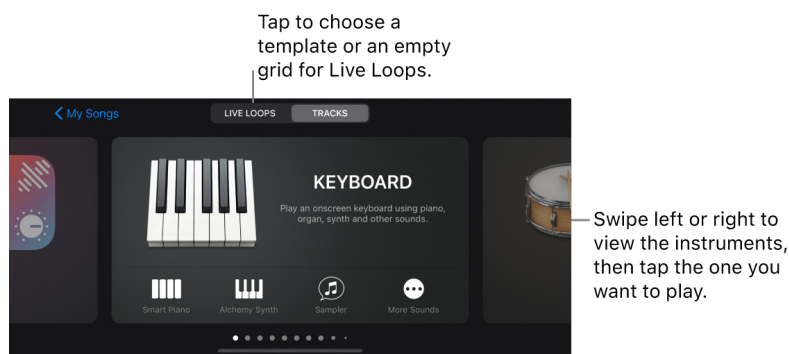 Tap to choose a
template or an empty
grid for Live Loops.
My Songs
LIVE LOOPS
TRACKS
KEYBOARD
Play an onscreen keyboard using piano,
organ, synth and other sounds.
Smart Piano
Alchemy Synth
Sampler
More Sounds
Swipe left or right to
view the instruments,
then tap the one you
want to play.